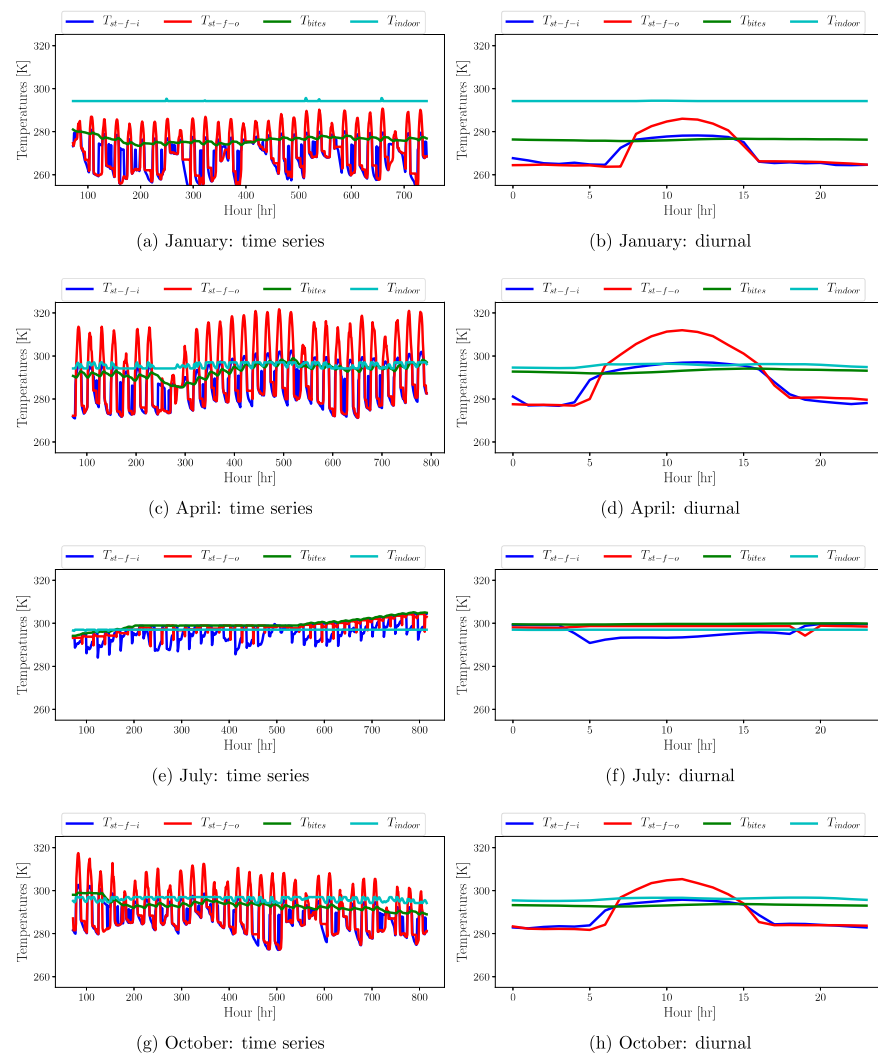 T_{st-f-i} T_{st-f-o} T_{bites} T_{indoor} T_{st-f-i} T_{st-f-o} T_{bites} T_{indoor}
Temperatures [K] Temperatures [K]
320 300 280 260 320 300 280 260
100 200 300 400 500 600 700 0 5 10 15 20
Hour [hr] Hour [hr]
(a) January: time series (b) January: diurnal
T_{st-f-i} T_{st-f-o} T_{bites} T_{indoor} T_{st-f-i} T_{st-f-o} T_{bites} T_{indoor}
Temperatures [K] Temperatures [K]
320 300 280 260 320 300 280 260
100 200 300 400 500 600 700 800 0 5 10 15 20
Hour [hr] Hour [hr]
(c) April: time series (d) April: diurnal
T_{st-f-i} T_{st-f-o} T_{bites} T_{indoor} T_{st-f-i} T_{st-f-o} T_{bites} T_{indoor}
Temperatures [K] Temperatures [K]
320 300 280 260 320 300 280 260
100 200 300 400 500 600 700 800 0 5 10 15 20
Hour [hr] Hour [hr]
(e) July: time series (f) July: diurnal
T_{st-f-i} T_{st-f-o} T_{bites} T_{indoor} T_{st-f-i} T_{st-f-o} T_{bites} T_{indoor}
Temperatures [K] Temperatures [K]
320 300 280 260 320 300 280 260
100 200 300 400 500 600 700 800 0 5 10 15 20
Hour [hr] Hour [hr]
(g) October: time series (h) October: diurnal